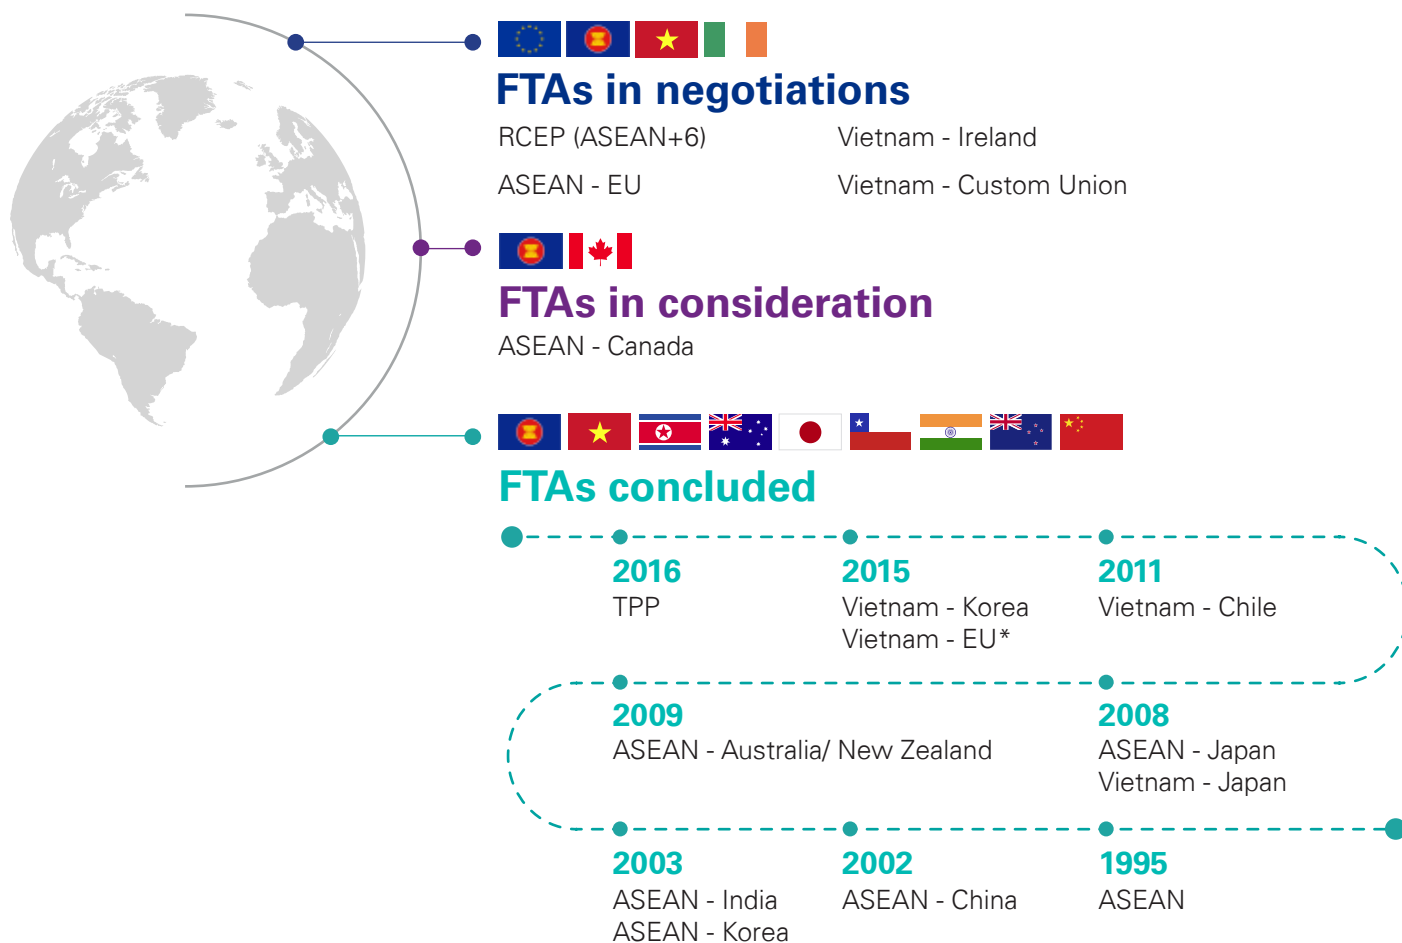 FTAs in negotiations
RCEP (ASEAN+6)
Vietnam - Ireland
ASEAN - EU
Vietnam - Custom Union
FTAs in consideration
ASEAN - Canada
FTAs concluded
2016
TPP
2015
Vietnam - Korea
Vietnam - EU*
2011
Vietnam - Chile
2009
ASEAN - Australia/ New Zealand
2008
ASEAN - Japan
Vietnam - Japan
2003
ASEAN - India
ASEAN - Korea
2002
ASEAN - China
1995
ASEAN